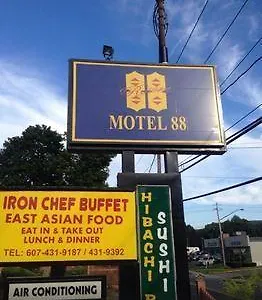 MOTEL 88
IRON CHEF BUFFET
EAST ASIAN FOOD
EAT IN & TAKE OUT
LUNCH & DINNER
TEL: 607-431-9187 / 431-9392
HIBACHI
SUSHI
AIR CONDITIONING